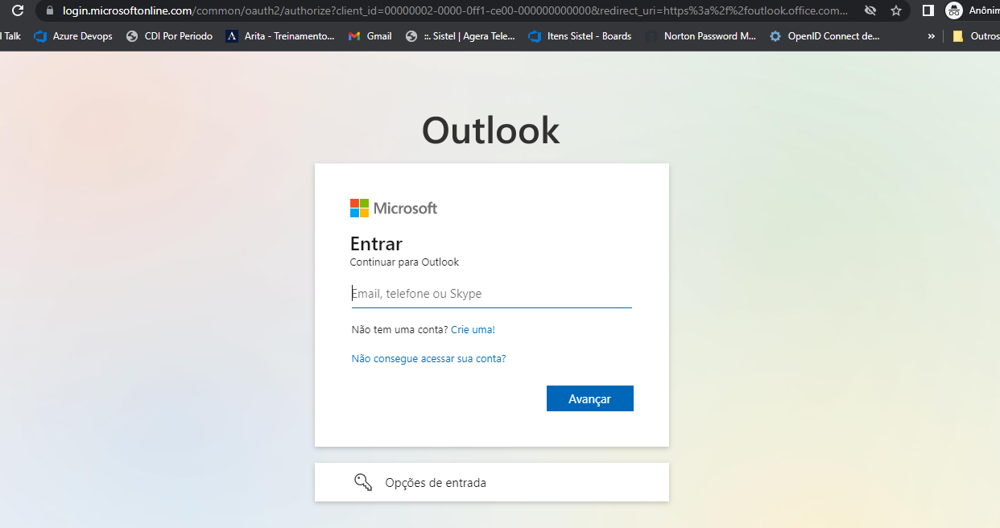 login.microsoftonline.com/common/oauth2/authorize?client_id=00000002-0000-0ff1-ce00-000000000000&redirect_uri=https%3a%2f%2foutlook.office.com... Anônim
l Talk Azure Devops CDI Por Periodo Arita - Treinamento... Gmail ::. Sistel | Agera Tele... Itens Sistel - Boards Norton Password M... OpenID Connect de... » Outros
Outlook
Microsoft
Entrar
Continuar para Outlook
Email, telefone ou Skype
Não tem uma conta? Crie uma!
Não consegue acessar sua conta?
Avançar
Opções de entrada